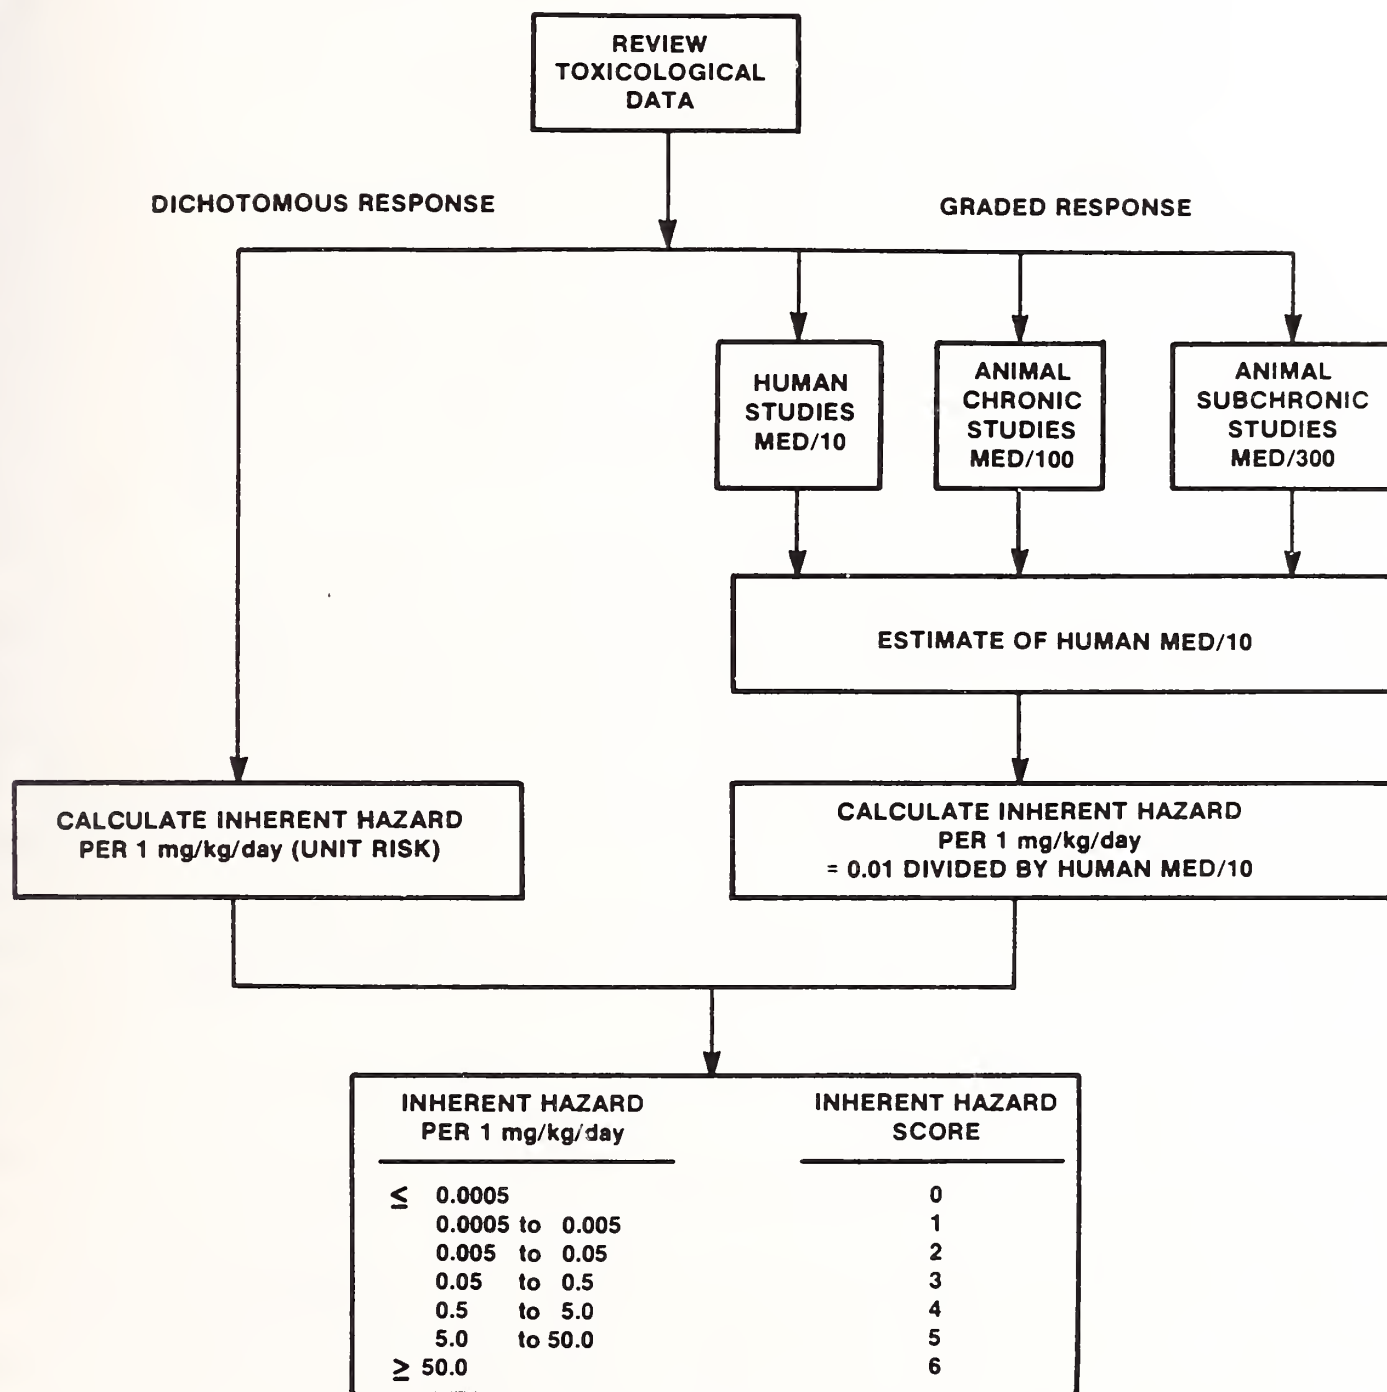 REVIEW
TOXICOLOGICAL
DATA
DICHOTOMOUS RESPONSE
GRADED RESPONSE
HUMAN
STUDIES
MED/10
ANIMAL
CHRONIC
STUDIES
MED/100
ANIMAL
SUBCHRONIC
STUDIES
MED/300
ESTIMATE OF HUMAN MED/10
CALCULATE INHERENT HAZARD
PER 1 mg/kg/day (UNIT RISK)
CALCULATE INHERENT HAZARD
PER 1 mg/kg/day
= 0.01 DIVIDED BY HUMAN MED/10
INHERENT HAZARD
PER 1 mg/kg/day
INHERENT HAZARD
SCORE
≤ 0.0005 0
0.0005 to 0.005 1
0.005 to 0.05 2
0.05 to 0.5 3
0.5 to 5.0 4
5.0 to 50.0 5
≥ 50.0 6